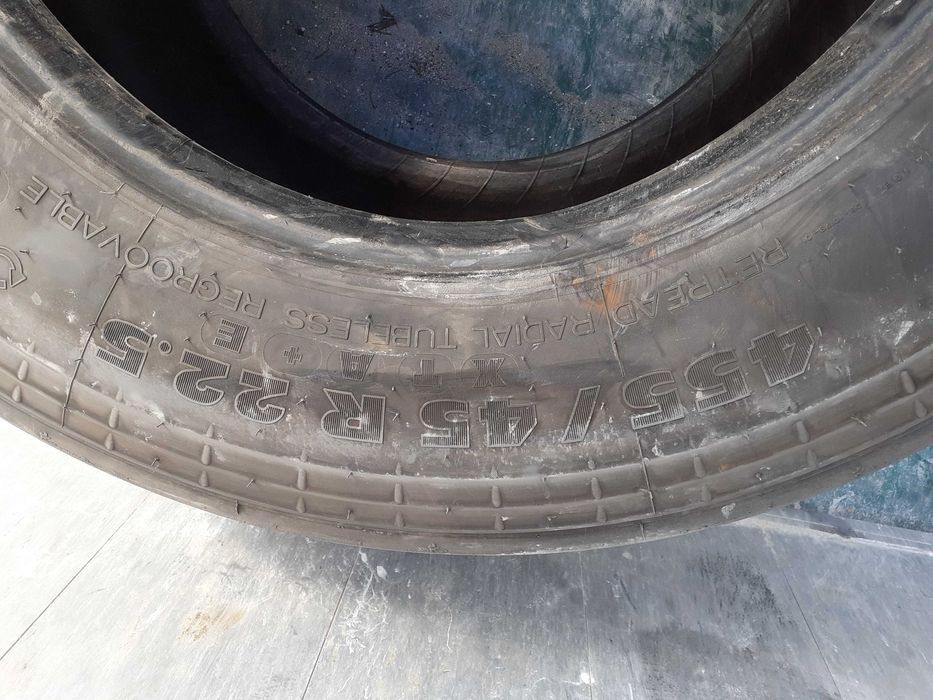 455/45 R 22.5
X T A + E
RETREAD RADIAL TUBELESS REGROOVABLE